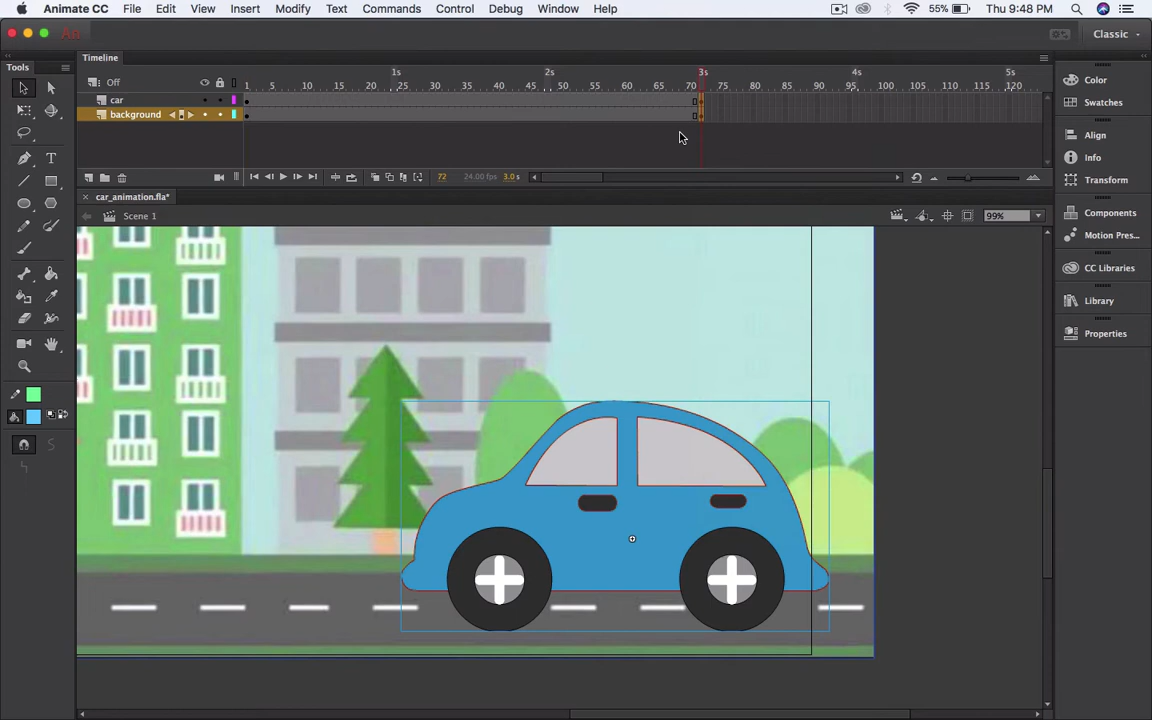 Animate CC File Edit View Insert Modify Text Commands Control Debug Window Help 55% Thu 9:48 PM
An Classic
Tools Timeline
Off 1 5 10 15 20 25 1s 30 35 40 45 2s 50 55 60 65 70 3s 75 80 85 90 95 4s 100 105 110 115 5s 120
car
background
72 24.00 fps 3.0 s
car_animation.fla*
Scene 1 99%
Color
Swatches
Align
Info
Transform
Components
Motion Pres...
CC Libraries
Library
Properties